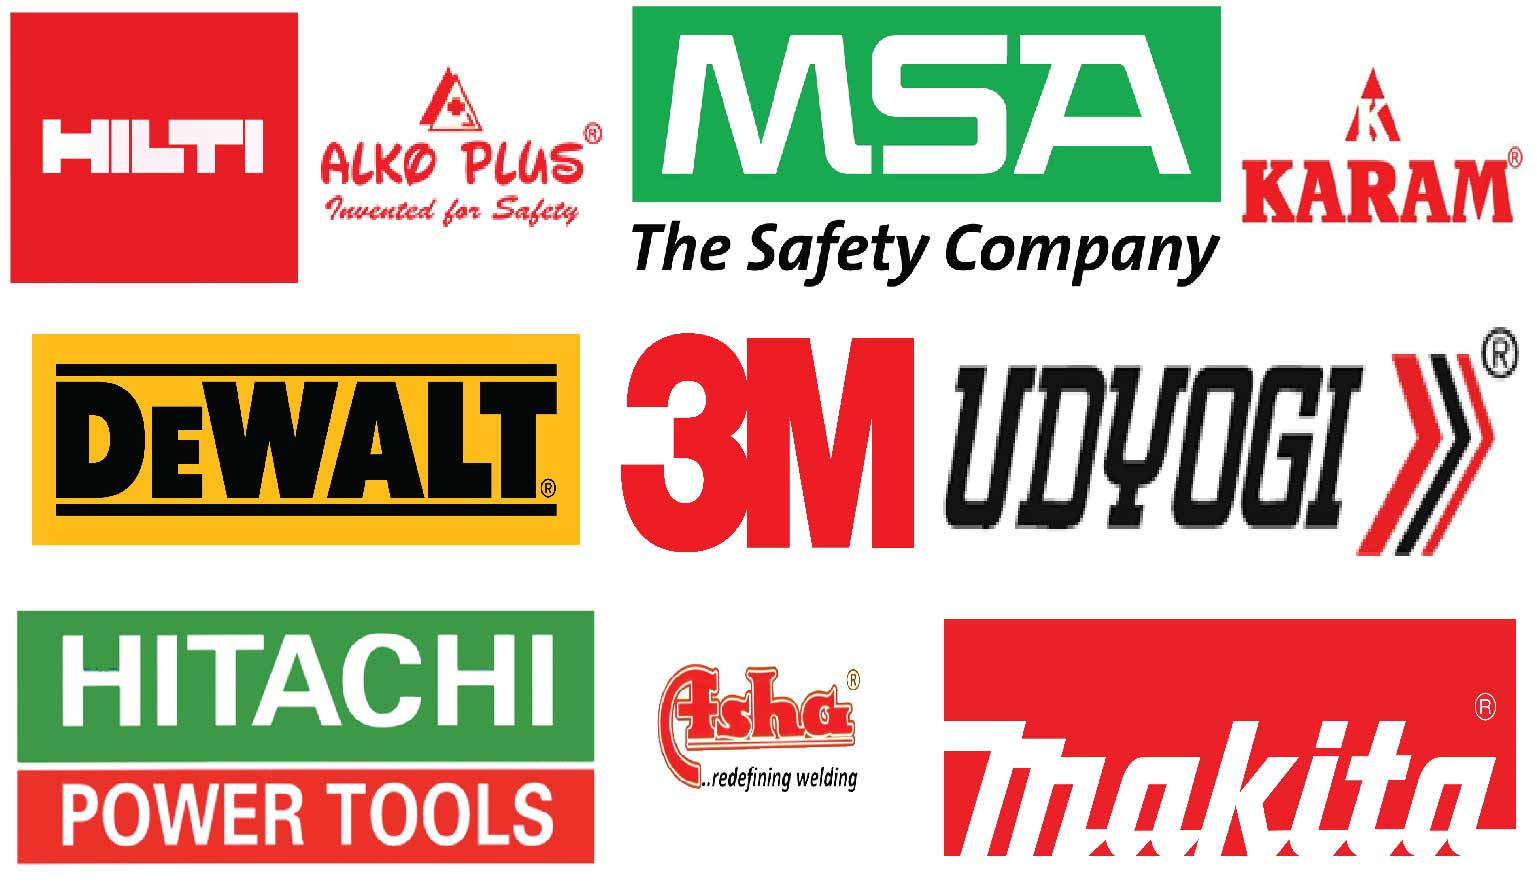 HILTI
ALKO PLUS®
Invented for Safety
MSA
The Safety Company
K
KARAM®
DEWALT®
3M
UDYOGI®
HITACHI
POWER TOOLS
Asha®
..redefining welding
makita®